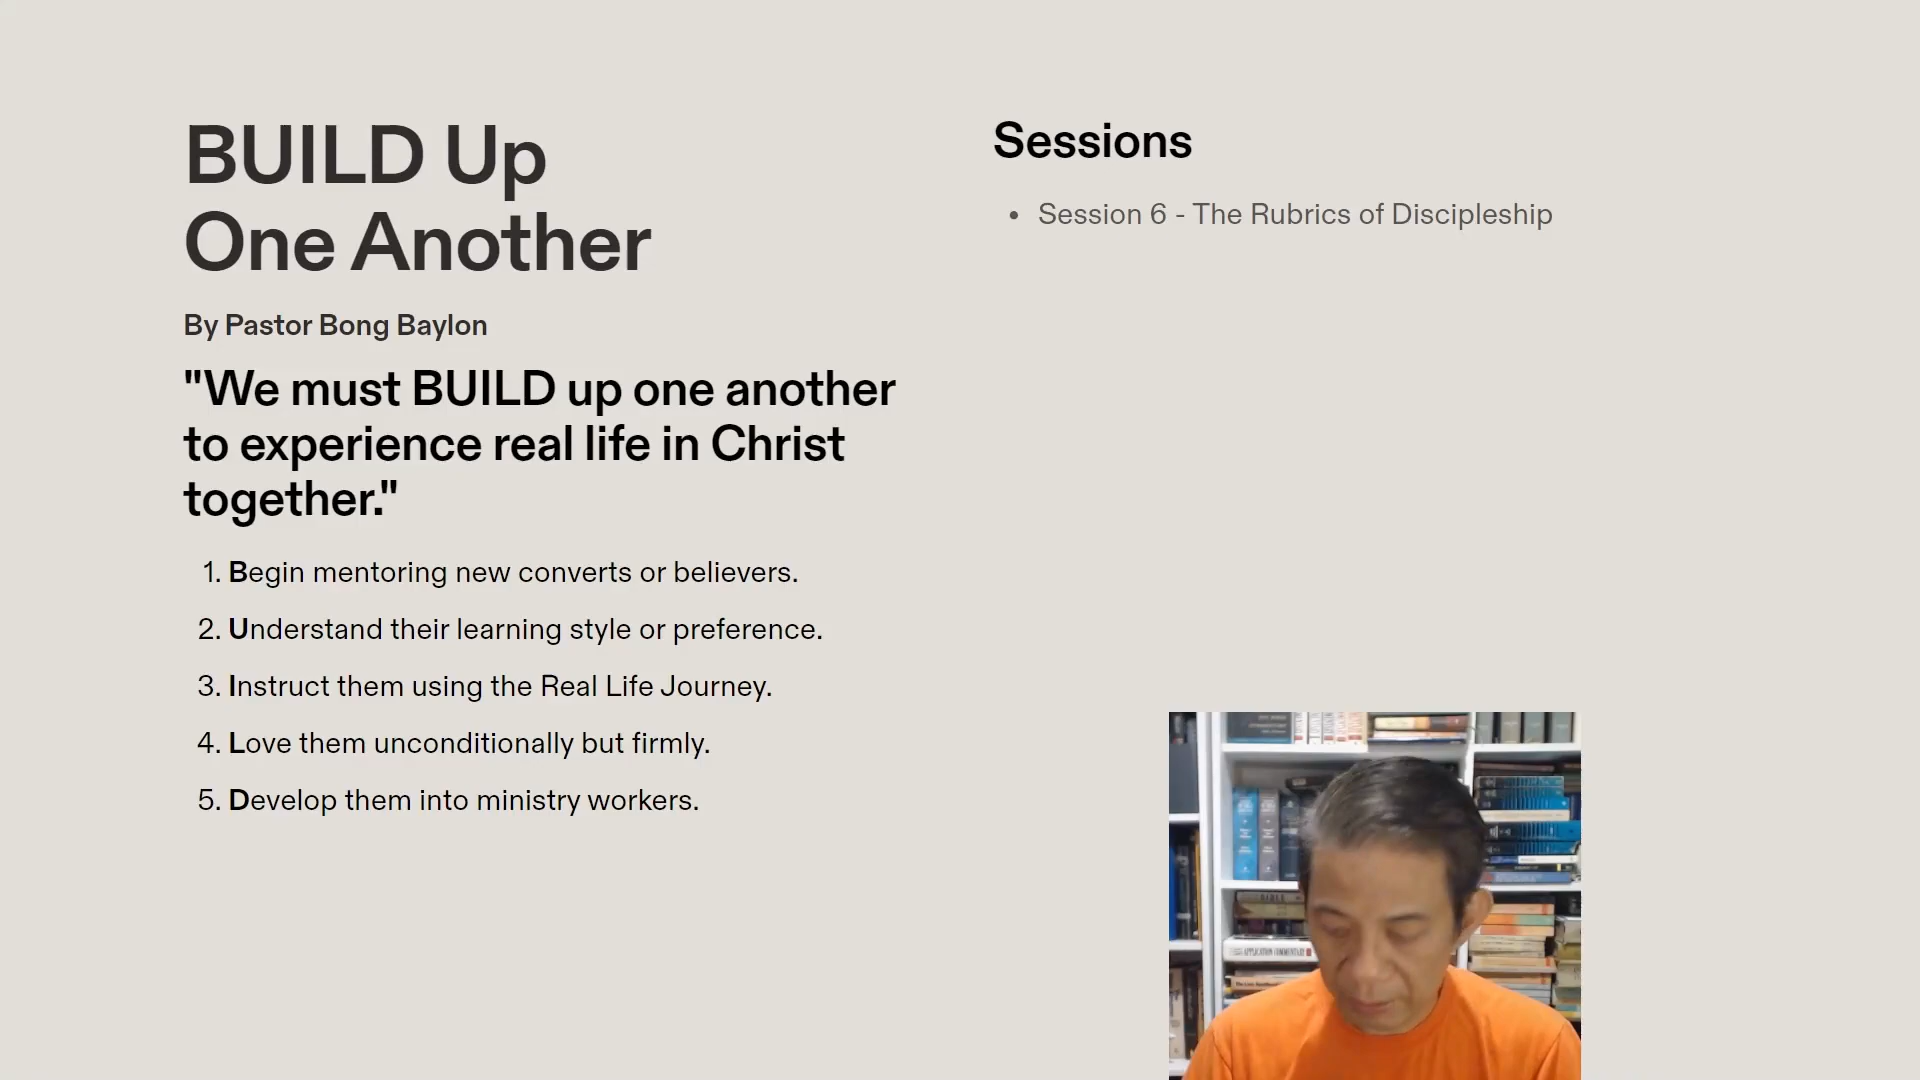 BUILD Up
One Another
By Pastor Bong Baylon
"We must BUILD up one another
to experience real life in Christ
together."
1. Begin mentoring new converts or believers.
2. Understand their learning style or preference.
3. Instruct them using the Real Life Journey.
4. Love them unconditionally but firmly.
5. Develop them into ministry workers.
Sessions
• Session 6 - The Rubrics of Discipleship
APPLICATION COMMENTARY